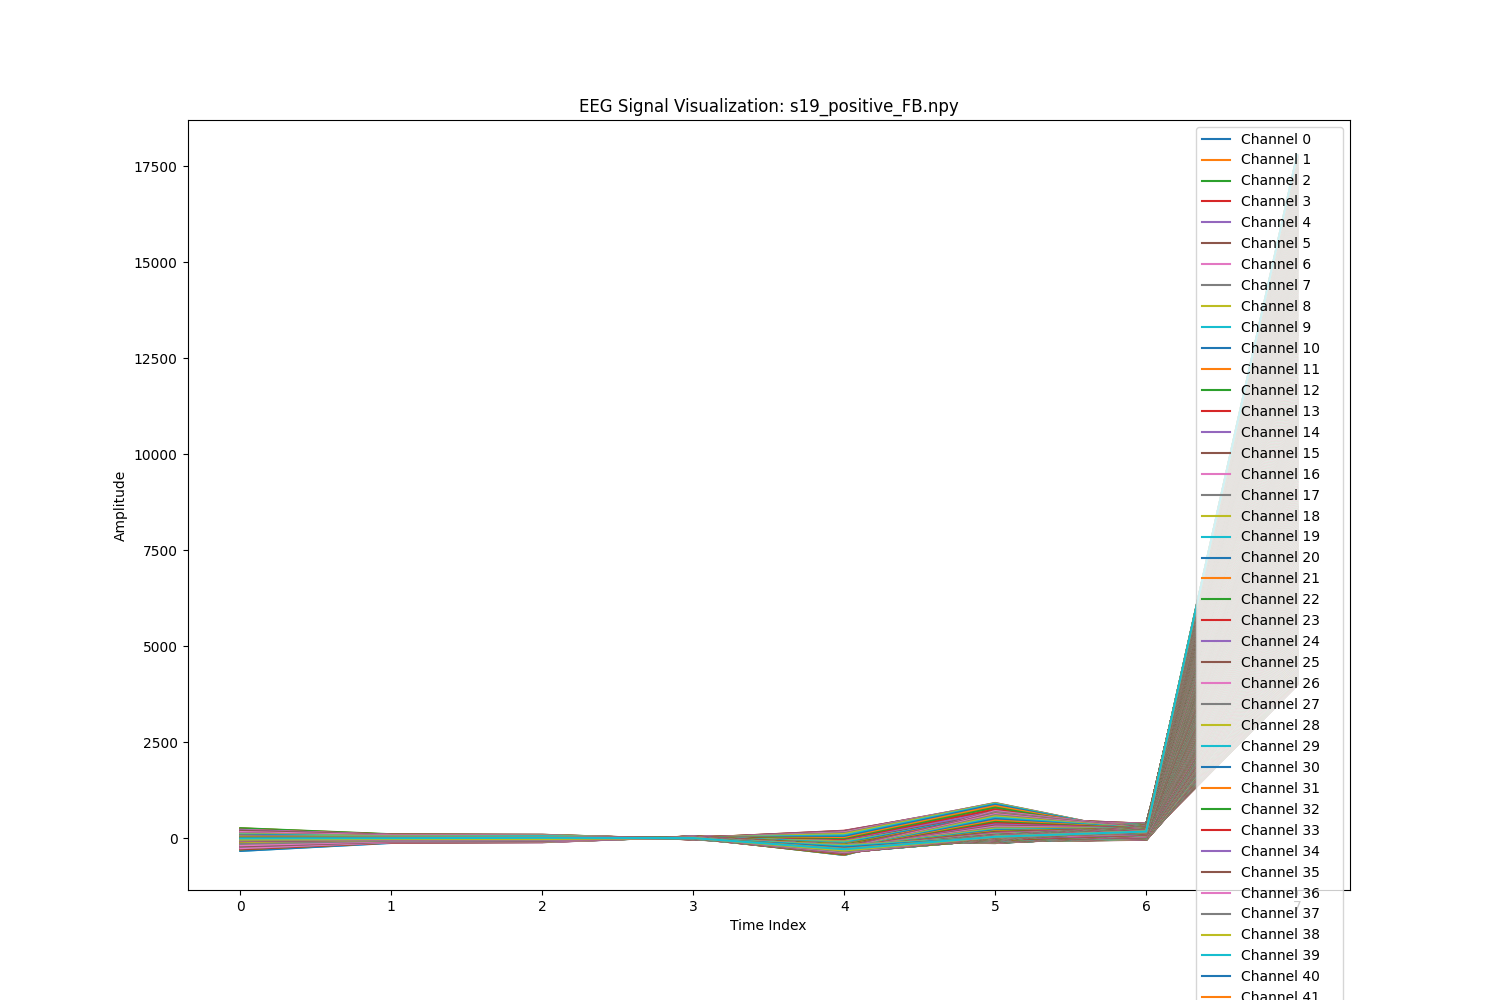 EEG Signal Visualization: s19_positive_FB.npy
17500
15000
12500
10000
7500
5000
2500
0
Amplitude
0
1
2
3
4
5
6
7
Time Index
Channel 0
Channel 1
Channel 2
Channel 3
Channel 4
Channel 5
Channel 6
Channel 7
Channel 8
Channel 9
Channel 10
Channel 11
Channel 12
Channel 13
Channel 14
Channel 15
Channel 16
Channel 17
Channel 18
Channel 19
Channel 20
Channel 21
Channel 22
Channel 23
Channel 24
Channel 25
Channel 26
Channel 27
Channel 28
Channel 29
Channel 30
Channel 31
Channel 32
Channel 33
Channel 34
Channel 35
Channel 36
Channel 37
Channel 38
Channel 39
Channel 40
Channel 41